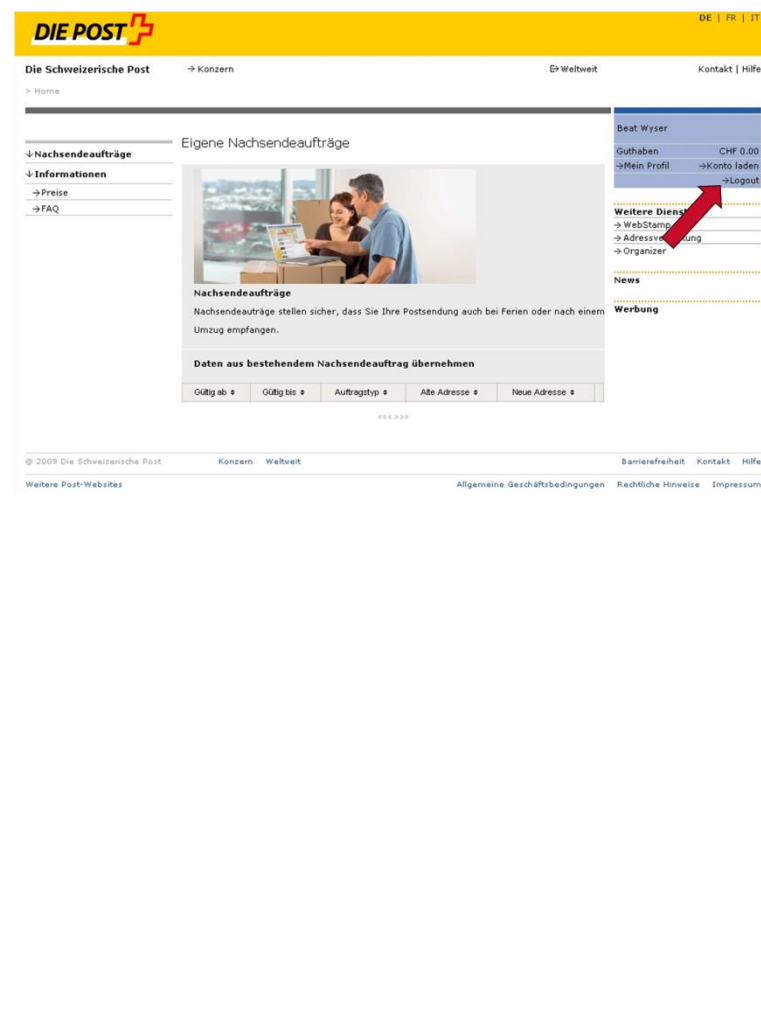 DE | FR | IT
DIE POST
Die Schweizerische Post
→ Konzern
Weltweit
Kontakt | Hilfe
> Home
Beat Wyser
Guthaben CHF 0.00
→Mein Profil →Konto laden
→Logout
↓Nachsendeaufträge
↓Informationen
→Preise
→FAQ
Eigene Nachsendeaufträge
Nachsendeaufträge
Nachsendeauträge stellen sicher, dass Sie Ihre Postsendung auch bei Ferien oder nach einem
Umzug empfangen.
Daten aus bestehendem Nachsendeauftrag übernehmen
Gültig ab Gültig bis Auftragstyp Alte Adresse Neue Adresse
<<< >>>
Weitere
→ WebStamp
→ Organizer
News
Werbung
© 2009 Die Schweizerische Post Konzern Weltweit Barrierefreiheit Kontakt Hilfe
Weitere Post-Websites Allgemeine Geschäftsbedingungen Rechtliche Hinweise Impressum